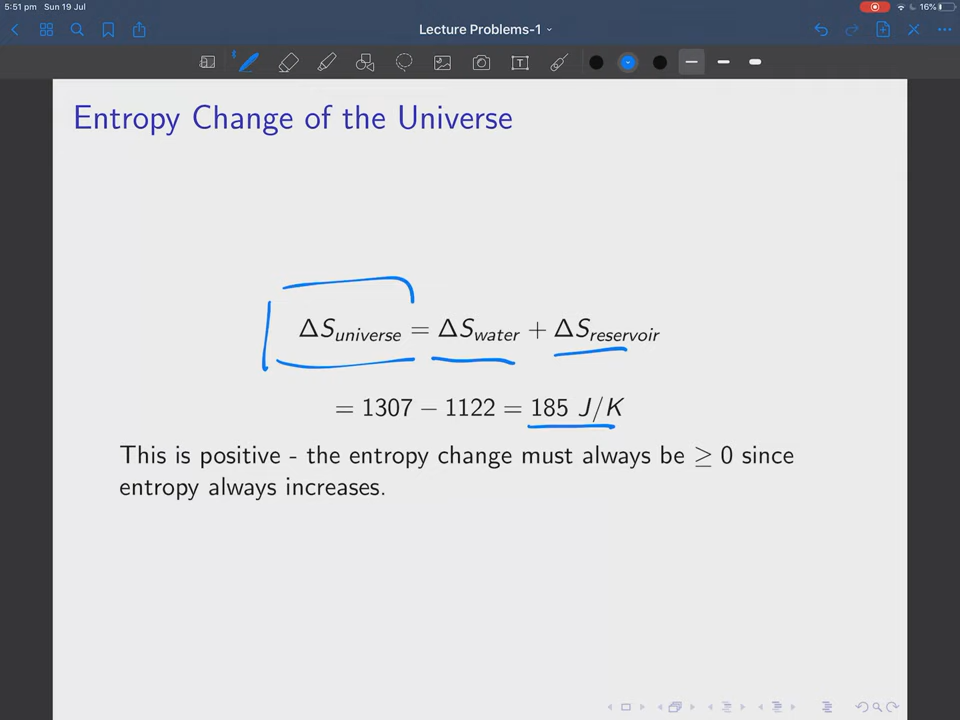 5:51 pm Sun 19 Jul
16%
Lecture Problems-1
T
Entropy Change of the Universe
ΔS_universe = ΔS_water + ΔS_reservoir
= 1307 − 1122 = 185 J/K
This is positive - the entropy change must always be ≥ 0 since
entropy always increases.